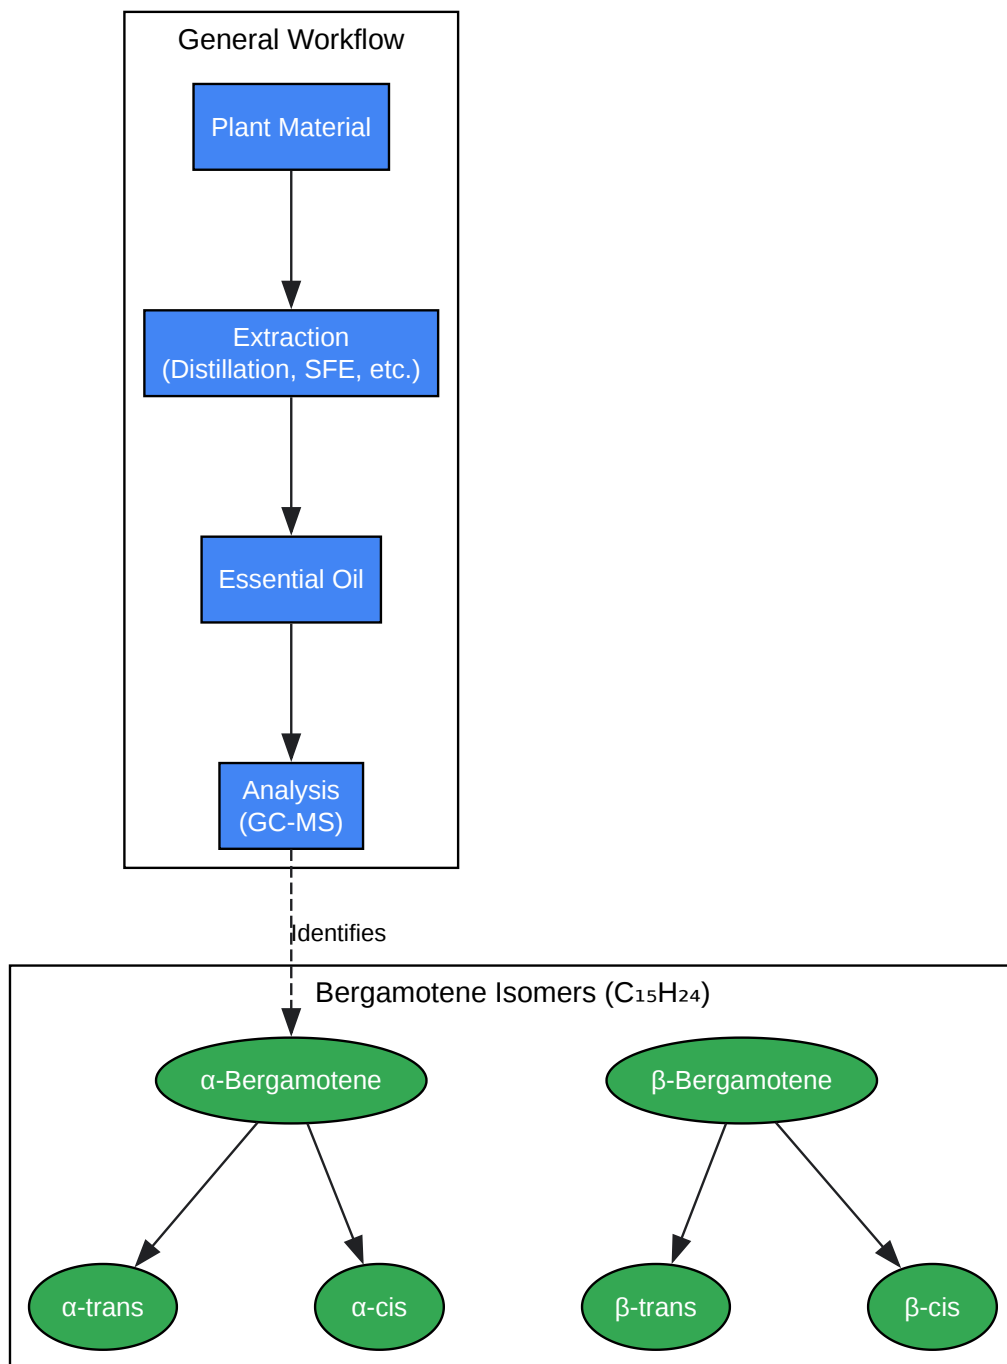 General Workflow
Plant Material
Extraction
(Distillation, SFE, etc.)
Essential Oil
Analysis
(GC-MS)
Identifies
Bergamotene Isomers (C₁₅H₂₄)
α-Bergamotene
β-Bergamotene
α-trans
α-cis
β-trans
β-cis